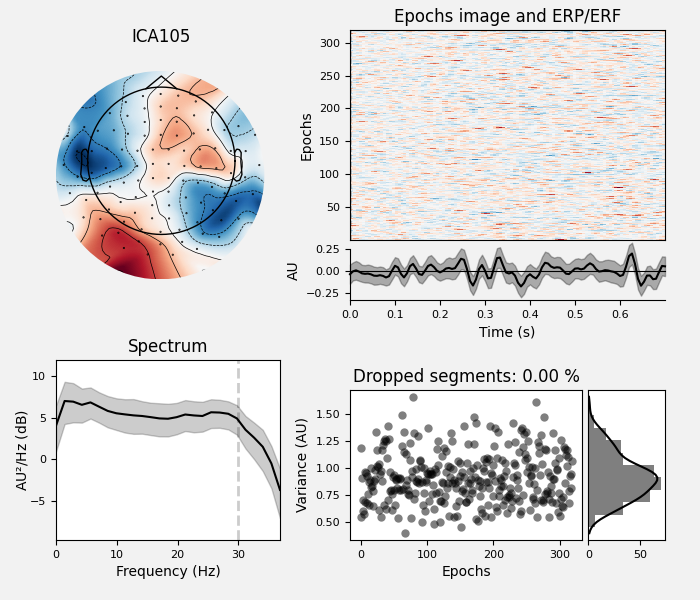 ICA105
Epochs image and ERP/ERF
Epochs
300
250
200
150
100
50
AU
0.25
0.00
−0.25
0.0 0.1 0.2 0.3 0.4 0.5 0.6
Time (s)
Spectrum
AU²/Hz (dB)
10
5
0
−5
0 10 20 30
Frequency (Hz)
Dropped segments: 0.00 %
Variance (AU)
1.50
1.25
1.00
0.75
0.50
0 100 200 300
Epochs
0 50